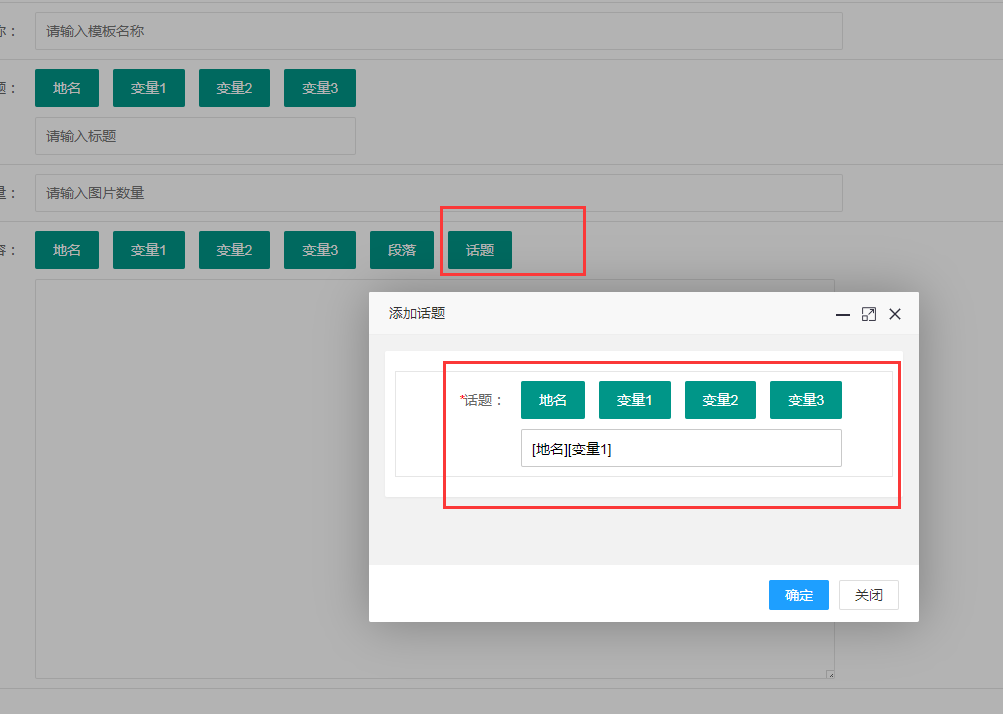 称：
请输入模板名称
题：
地名 变量1 变量2 变量3
请输入标题
量：
请输入图片数量
容：
地名 变量1 变量2 变量3 段落 话题
添加话题
*话题：
地名 变量1 变量2 变量3
[地名][变量1]
确定 关闭